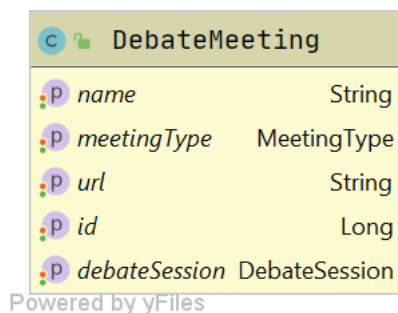 C DebateMeeting
p name String
p meetingType MeetingType
p url String
p id Long
p debateSession DebateSession
Powered by yFiles